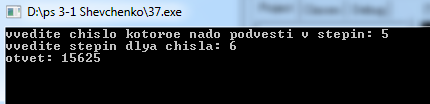 D:\ps 3-1 Shevchenko\37.exe
vvedite chislo kotoroe nado podvesti v stepin: 5
vvedite stepin dlya chisla: 6
otvet: 15625